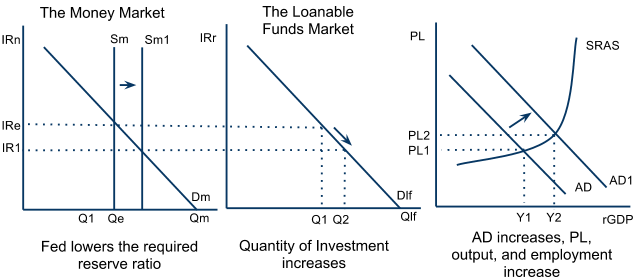 The Money Market
IRn
Sm
Sm1
IRe
IR1
Dm
Q1
Qe
Qm
Fed lowers the required
reserve ratio
The Loanable
Funds Market
IRr
Dlf
Q1
Q2
Qlf
Quantity of Investment
increases
PL
SRAS
PL2
PL1
AD
AD1
Y1
Y2
rGDP
AD increases, PL,
output, and employment
increase